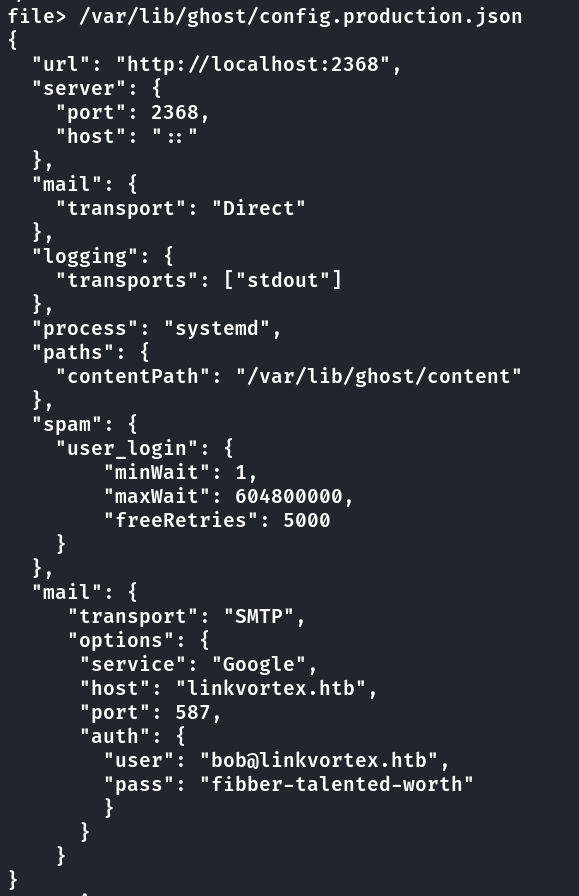 file> /var/lib/ghost/config.production.json
{
  "url": "http://localhost:2368",
  "server": {
    "port": 2368,
    "host": "::"
  },
  "mail": {
    "transport": "Direct"
  },
  "logging": {
    "transports": ["stdout"]
  },
  "process": "systemd",
  "paths": {
    "contentPath": "/var/lib/ghost/content"
  },
  "spam": {
    "user_login": {
        "minWait": 1,
        "maxWait": 604800000,
        "freeRetries": 5000
    }
  },
  "mail": {
     "transport": "SMTP",
     "options": {
      "service": "Google",
      "host": "linkvortex.htb",
      "port": 587,
      "auth": {
        "user": "bob@linkvortex.htb",
        "pass": "fibber-talented-worth"
        }
      }
    }
}